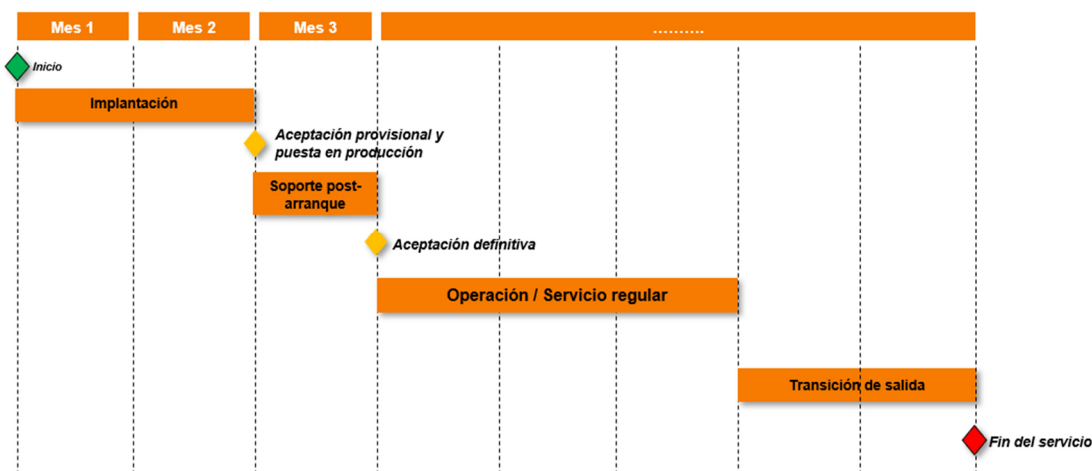 Mes 1 Mes 2 Mes 3 ..........
Inicio
Implantación
Aceptación provisional y
puesta en producción
Soporte post-
arranque
Aceptación definitiva
Operación / Servicio regular
Transición de salida
Fin del servicio